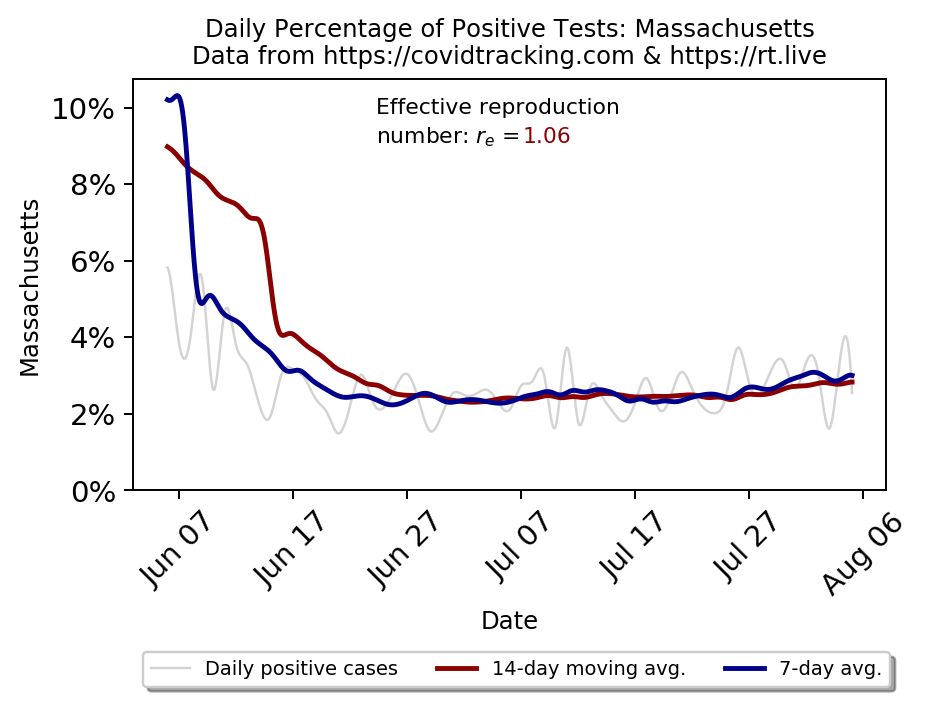 Daily Percentage of Positive Tests: Massachusetts
Data from https://covidtracking.com & https://rt.live
Effective reproduction
number: rₑ =1.06
Massachusetts
10%
8%
6%
4%
2%
0%
Jun 07
Jun 17
Jun 27
Jul 07
Jul 17
Jul 27
Aug 06
Date
Daily positive cases
14-day moving avg.
7-day avg.